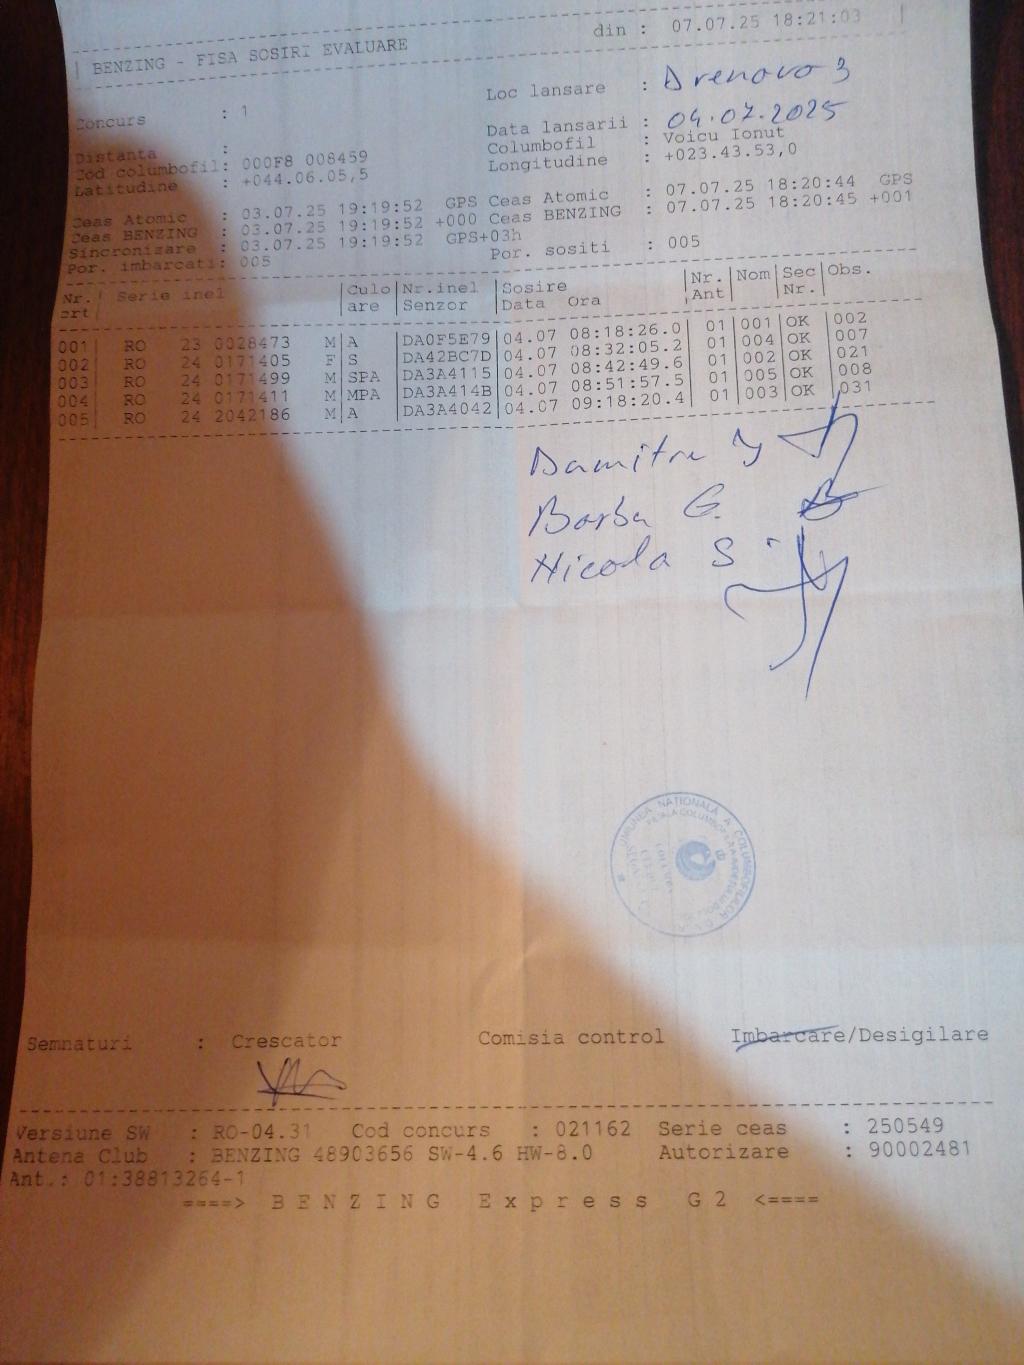 din : 07.07.25 18:21:03
BENZING - FISA SOSIRI EVALUARE
Concurs : 1 Loc lansare : Drenovo 3
Data lansarii : 04.07.2025
Distanta : Columbofil : Voicu Ionut
Cod columbofil: 000F8 008459 Longitudine : +023.43.53,0
Latitudine : +044.06.05,5
Ceas Atomic : 03.07.25 19:19:52 GPS Ceas Atomic : 07.07.25 18:20:44 GPS
Ceas BENZING : 03.07.25 19:19:52 +000 Ceas BENZING : 07.07.25 18:20:45 +001
Sincronizare : 03.07.25 19:19:52 GPS+03h
Por. imbarcati: 005 Por. sositi : 005
Nr. crt | Serie inel | Culo are | Nr.inel Senzor | Sosire Data Ora | Nr. Ant | Nom | Sec Nr. | Obs.
001 | RO 23 0028473 M | A | DA0F5E79 | 04.07 08:18:26.0 | 01 | 001 | OK | 002
002 | RO 24 0171405 F | S | DA42BC7D | 04.07 08:32:05.2 | 01 | 004 | OK | 007
003 | RO 24 0171499 M | SPA | DA3A4115 | 04.07 08:42:49.6 | 01 | 002 | OK | 021
004 | RO 24 0171411 M | MPA | DA3A414B | 04.07 08:51:57.5 | 01 | 005 | OK | 008
005 | RO 24 2042186 M | A | DA3A4042 | 04.07 09:18:20.4 | 01 | 003 | OK | 031
Damitru
Barbu G.
Nicola S
UNIUNEA NATIONALA A COLUMBOFILILOR
Semnaturi : Crescator Comisia control Imbarcare/Desigilare
Versiune SW : RO-04.31 Cod concurs : 021162 Serie ceas : 250549
Antena Club : BENZING 48903656 SW-4.6 HW-8.0 Autorizare : 90002481
Ant.: 01:38813264-1
====> BENZING Express G2 <====